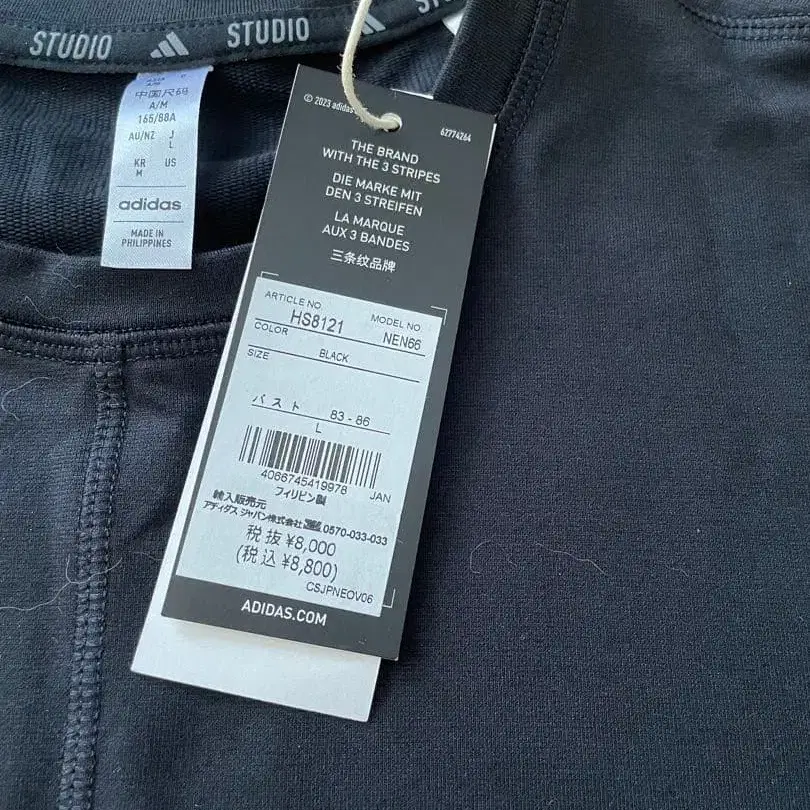 STUDIO
STUDIO
中国尺码
A/M
165/88A
AU/NZ J
L
KR US
M
adidas
MADE IN
PHILIPPINES
© 2023 adidas
62774264
THE BRAND
WITH THE 3 STRIPES
DIE MARKE MIT
DEN 3 STREIFEN
LA MARQUE
AUX 3 BANDES
三条纹品牌
ARTICLE NO. HS8121 MODEL NO. NEN66
COLOR BLACK
SIZE
バスト 83 - 86
L
4066745419978 JAN
フィリピン製
輸入販売元
アディダス ジャパン株式会社 0570-033-033
税抜 ¥8,000
(税込 ¥8,800)
CSJPNEOV06
ADIDAS.COM